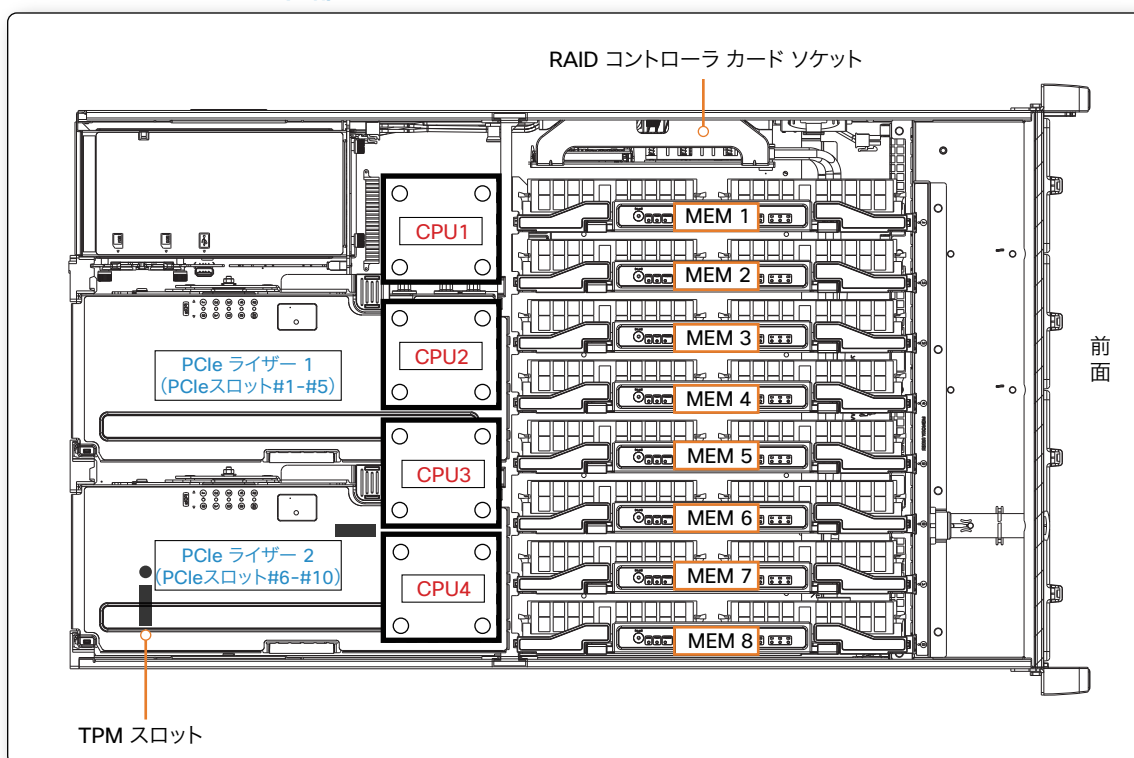 RAID コントローラ カード ソケット
CPU1
MEM 1
MEM 2
CPU2
MEM 3
前
面
PCIe ライザー 1
(PCIeスロット#1-#5)
MEM 4
CPU3
MEM 5
MEM 6
PCIe ライザー 2
(PCIeスロット#6-#10)
CPU4
MEM 7
MEM 8
TPM スロット